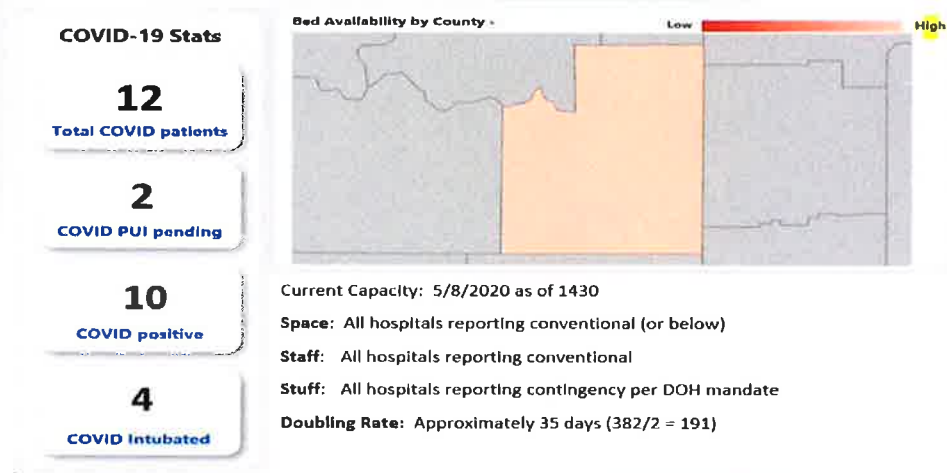 COVID-19 Stats
12
Total COVID patients
2
COVID PUI pending
10
COVID positive
4
COVID Intubated
Bed Availability by County
Low
High
Current Capacity: 5/8/2020 as of 1430
Space: All hospitals reporting conventional (or below)
Staff: All hospitals reporting conventional
Stuff: All hospitals reporting contingency per DOH mandate
Doubling Rate: Approximately 35 days (382/2 = 191)